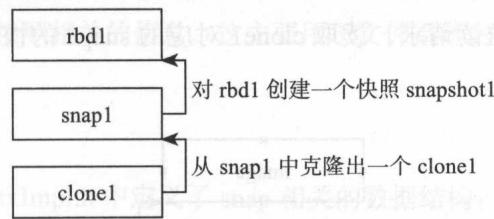 rbd1
对 rbd1 创建一个快照 snapshot1
snap1
从 snap1 中克隆出一个 clone1
clone1